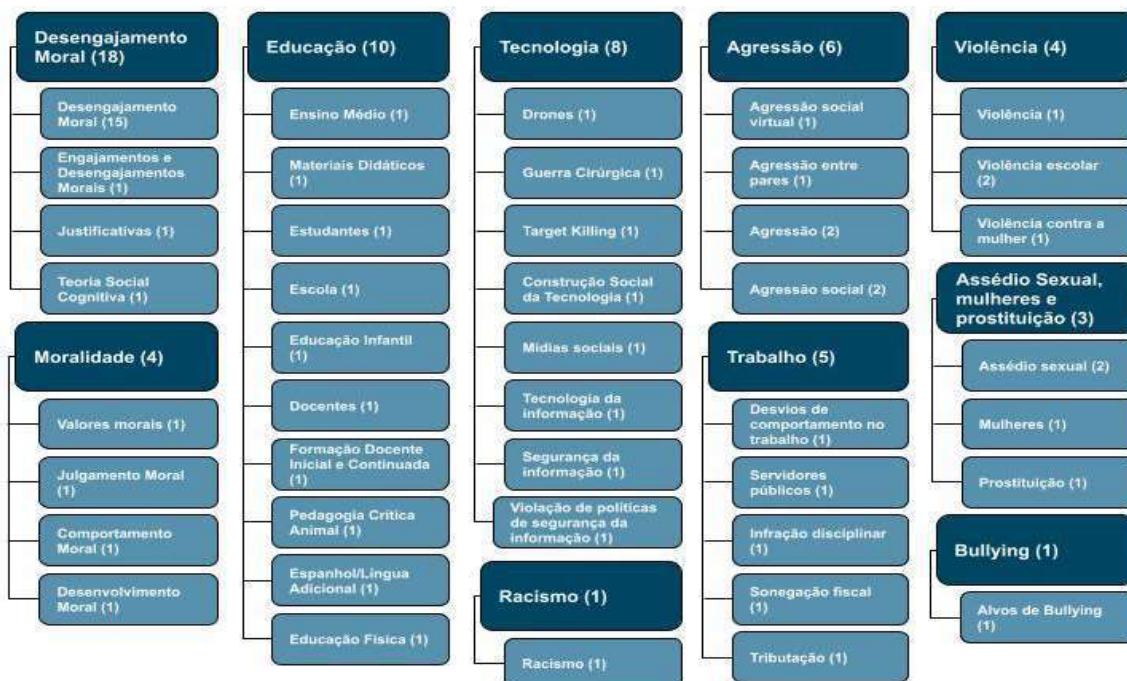 Desengajamento
Moral (18)
Desengajamento
Moral (15)
Engajamentos e
Desengajamentos
Morais (1)
Justificativas (1)
Teoria Social
Cognitiva (1)
Moralidade (4)
Valores morais (1)
Julgamento Moral
(1)
Comportamento
Moral (1)
Desenvolvimento
Moral (1)
Educação (10)
Ensino Médio (1)
Materiais Didáticos
(1)
Estudantes (1)
Escola (1)
Educação Infantil
(1)
Docentes (1)
Formação Docente
Inicial e Continuada
(1)
Pedagogia Crítica
Animal (1)
Espanhol/Língua
Adicional (1)
Educação Física (1)
Tecnologia (8)
Drones (1)
Guerra Cirúrgica (1)
Target Killing (1)
Construção Social
da Tecnologia (1)
Mídias sociais (1)
Tecnologia da
informação (1)
Segurança da
informação (1)
Violação de políticas
de segurança da
informação (1)
Racismo (1)
Racismo (1)
Agressão (6)
Agressão social
virtual (1)
Agressão entre
pares (1)
Agressão (2)
Agressão social (2)
Trabalho (5)
Desvios de
comportamento no
trabalho (1)
Servidores
públicos (1)
Infração disciplinar
(1)
Sonegação fiscal
(1)
Tributação (1)
Violência (4)
Violência (1)
Violência escolar
(2)
Violência contra a
mulher (1)
Assédio Sexual,
mulheres e
prostituição (3)
Assédio sexual (2)
Mulheres (1)
Prostituição (1)
Bullying (1)
Alvos de Bullying
(1)